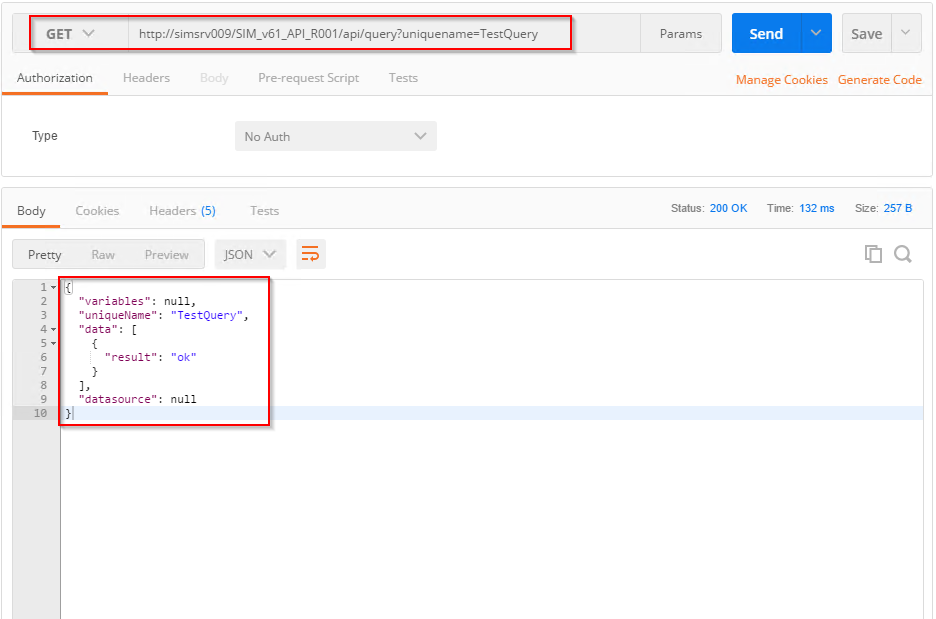 GET http://simsrv009/SIM_v61_API_R001/api/query?uniquename=TestQuery Params Send Save
Authorization Headers Body Pre-request Script Tests Manage Cookies Generate Code
Type No Auth
Body Cookies Headers (5) Tests Status: 200 OK Time: 132 ms Size: 257 B
Pretty Raw Preview JSON
1 {
2 "variables": null,
3 "uniqueName": "TestQuery",
4 "data": [
5 {
6 "result": "ok"
7 }
8 ],
9 "datasource": null
10 }